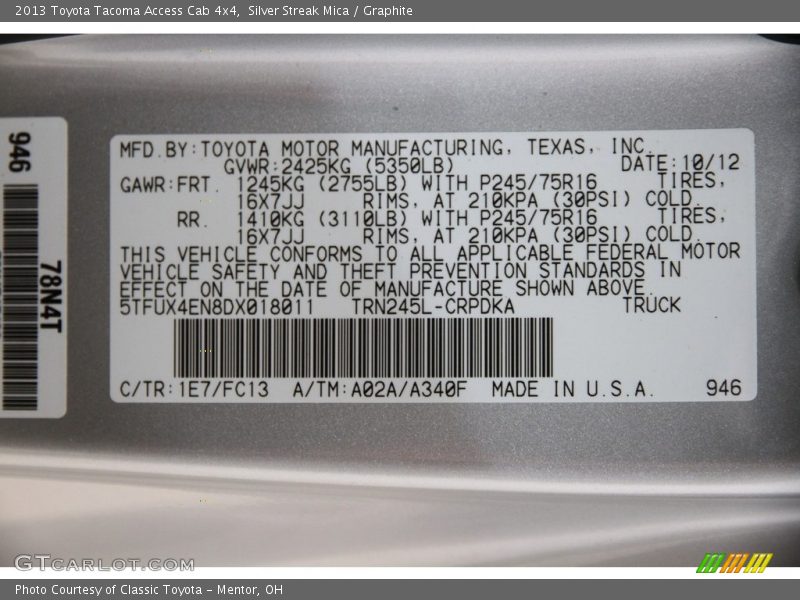 2013 Toyota Tacoma Access Cab 4x4, Silver Streak Mica / Graphite
946
78N4T
MFD.BY:TOYOTA MOTOR MANUFACTURING, TEXAS, INC.
GVWR:2425KG (5350LB) DATE:10/12
GAWR:FRT. 1245KG (2755LB) WITH P245/75R16 TIRES,
16X7JJ RIMS, AT 210KPA (30PSI) COLD.
RR. 1410KG (3110LB) WITH P245/75R16 TIRES,
16X7JJ RIMS, AT 210KPA (30PSI) COLD.
THIS VEHICLE CONFORMS TO ALL APPLICABLE FEDERAL MOTOR
VEHICLE SAFETY AND THEFT PREVENTION STANDARDS IN
EFFECT ON THE DATE OF MANUFACTURE SHOWN ABOVE.
5TFUX4EN8DX018011 TRN245L-CRPDKA TRUCK
C/TR:1E7/FC13 A/TM:A02A/A340F MADE IN U.S.A. 946
GTCarLot.com
Photo Courtesy of Classic Toyota - Mentor, OH